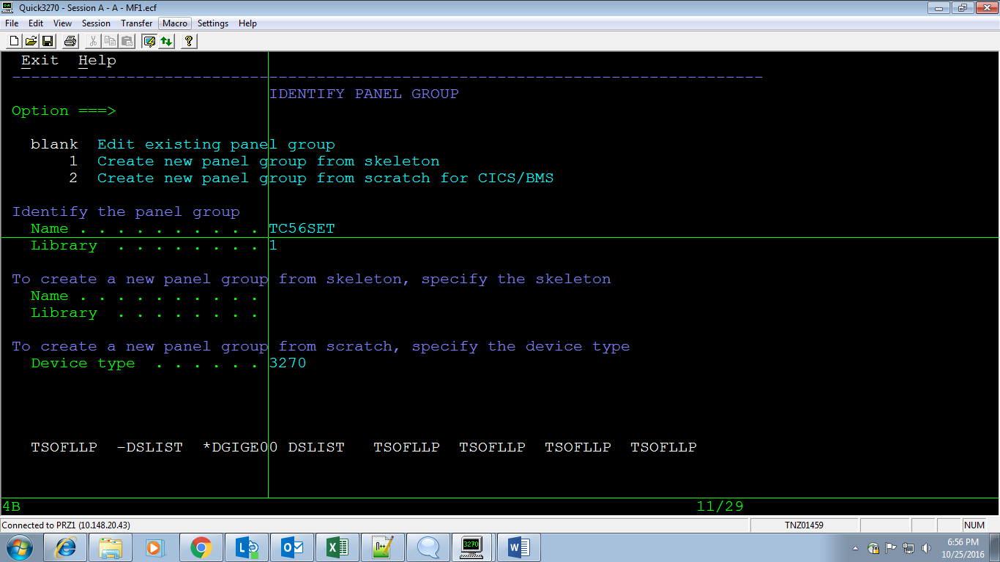 Quick3270 - Session A - A - MF1.ecf
File Edit View Session Transfer Macro Settings Help
Exit Help
-------------------------------------------------------------------------------
IDENTIFY PANEL GROUP
Option ===>
blank Edit existing panel group
1 Create new panel group from skeleton
2 Create new panel group from scratch for CICS/BMS
Identify the panel group
Name . . . . . . . . . . TC56SET
Library . . . . . . . . 1
To create a new panel group from skeleton, specify the skeleton
Name . . . . . . . . . .
Library . . . . . . . .
To create a new panel group from scratch, specify the device type
Device type . . . . . . 3270
TSOFLLP -DSLIST *DGIGE00 DSLIST TSOFLLP TSOFLLP TSOFLLP TSOFLLP
4B 11/29
Connected to PRZ1 (10.148.20.43) TNZ01459 NUM
3270
6:56 PM
10/25/2016